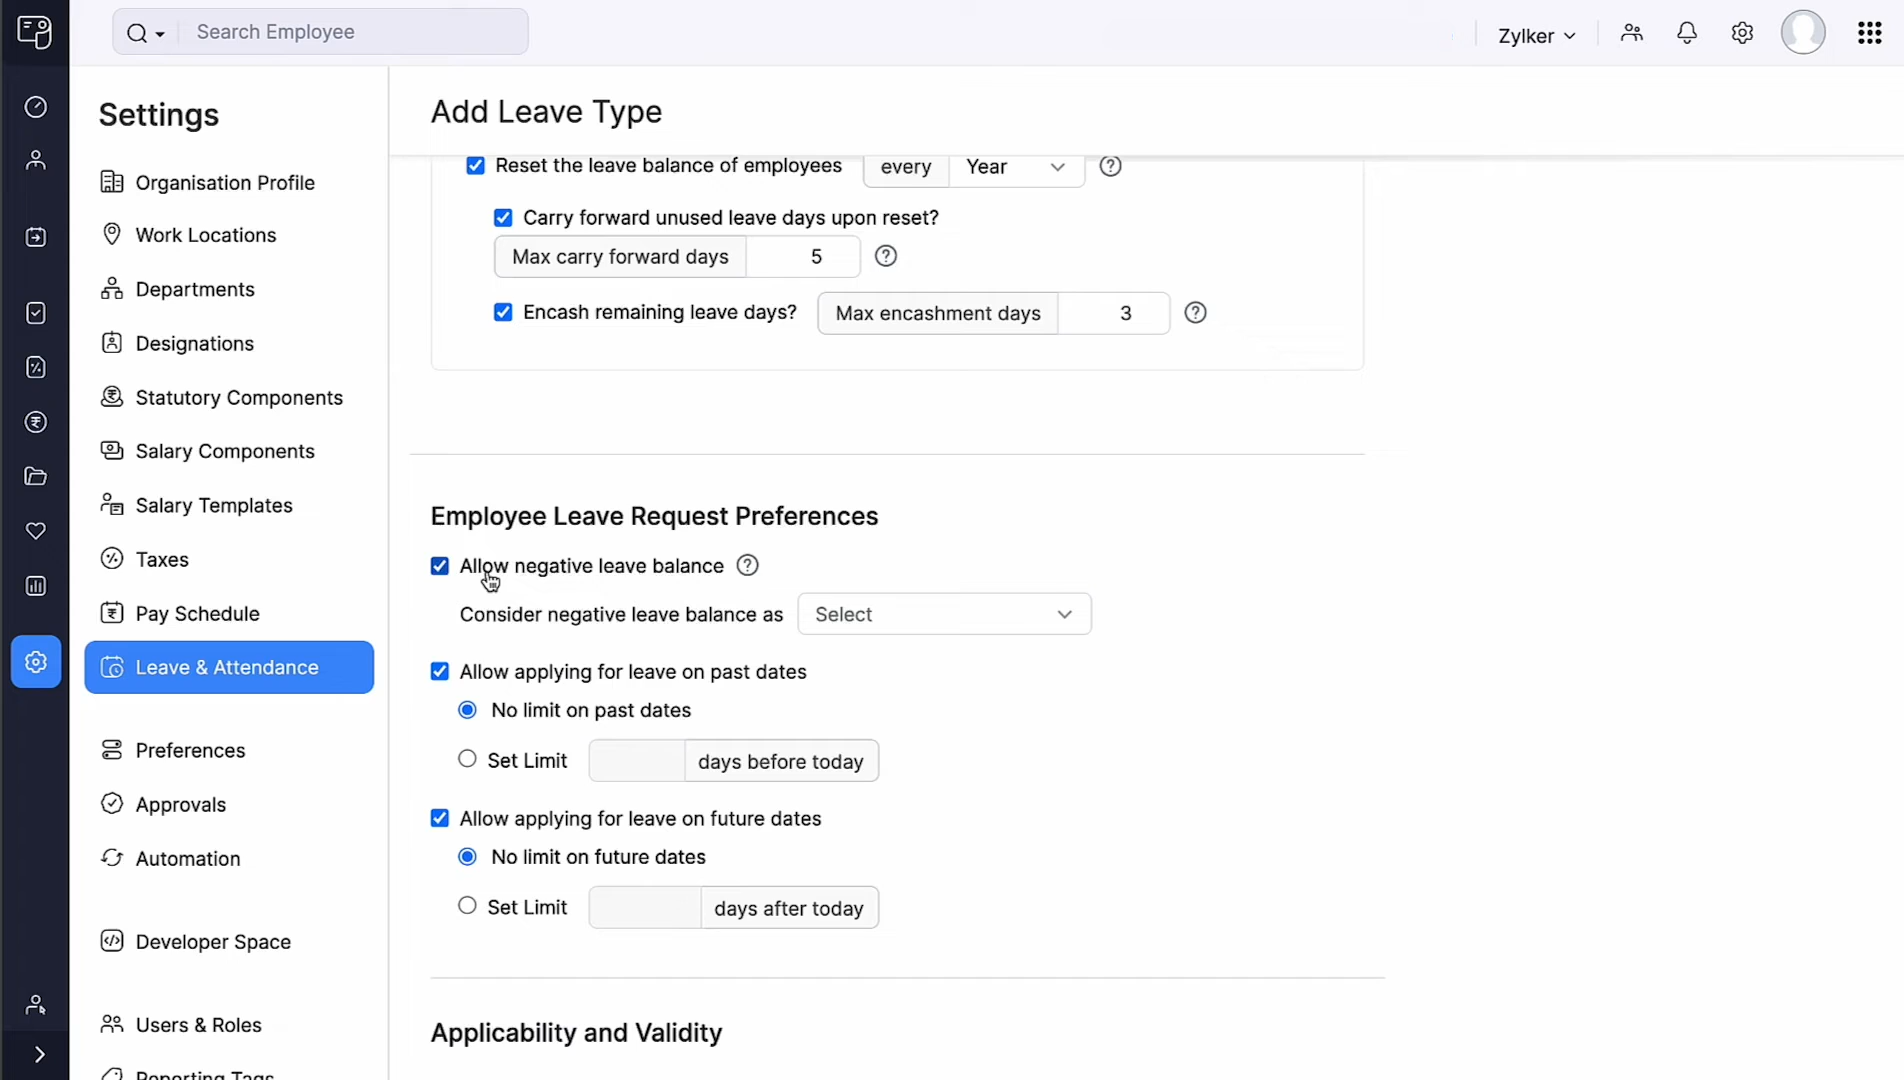 Search Employee
Zylker
Settings
Organisation Profile
Work Locations
Departments
Designations
Statutory Components
Salary Components
Salary Templates
Taxes
Pay Schedule
Leave & Attendance
Preferences
Approvals
Automation
Developer Space
Users & Roles
Reporting Tags
Add Leave Type
Reset the leave balance of employees every Year
Carry forward unused leave days upon reset?
Max carry forward days 5
Encash remaining leave days? Max encashment days 3
Employee Leave Request Preferences
Allow negative leave balance
Consider negative leave balance as Select
Allow applying for leave on past dates
No limit on past dates
Set Limit days before today
Allow applying for leave on future dates
No limit on future dates
Set Limit days after today
Applicability and Validity